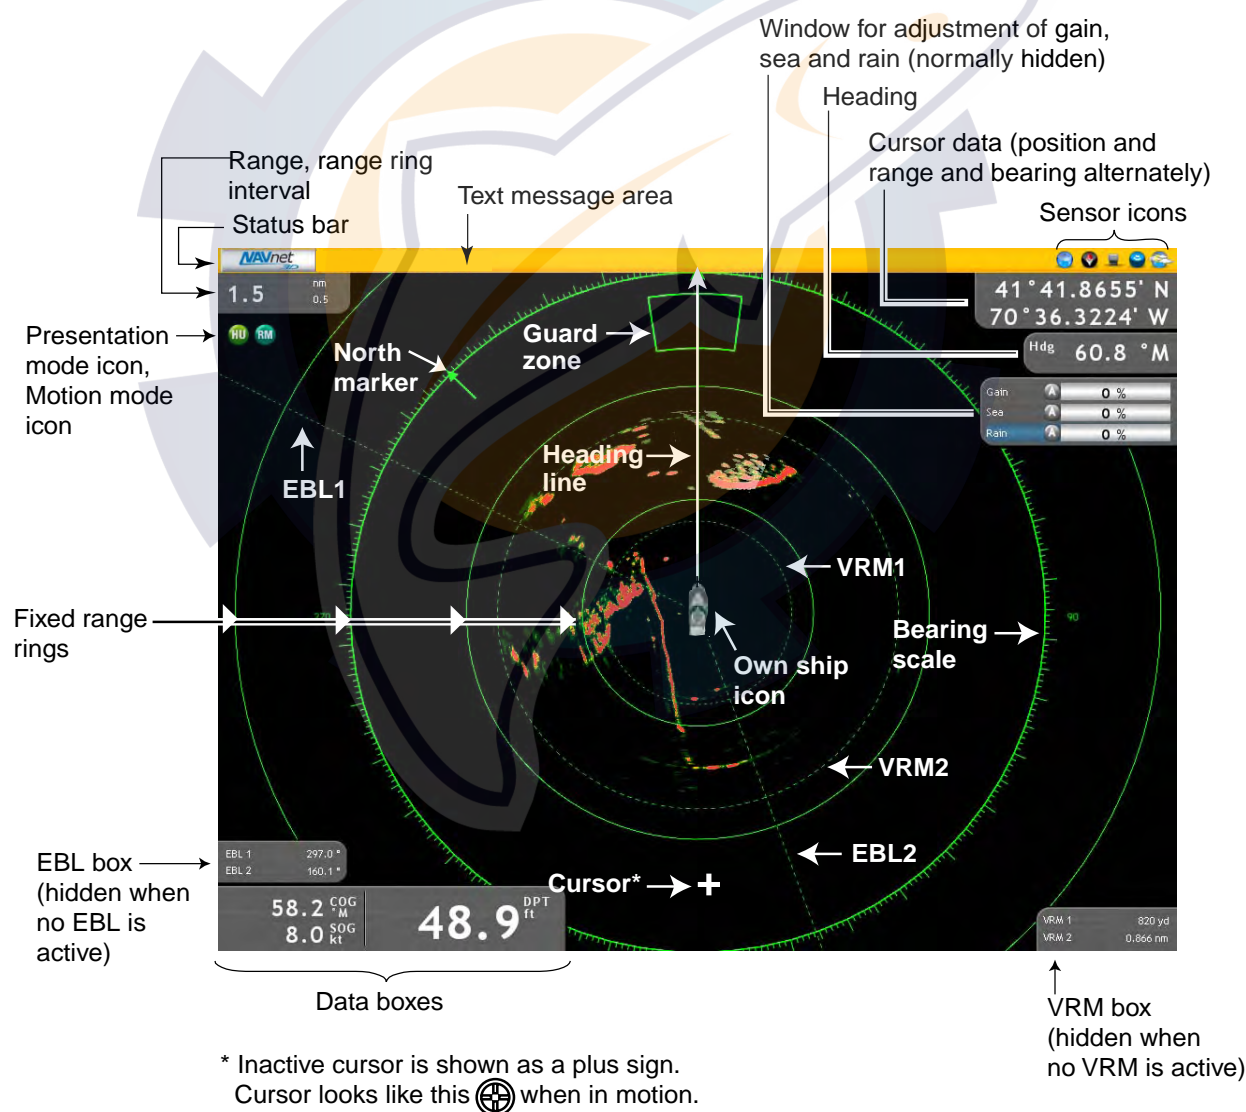 Window for adjustment of gain,
sea and rain (normally hidden)
Heading
Cursor data (position and
range and bearing alternately)
Sensor icons
Range, range ring
interval
Status bar
Text message area
NAVnet
3D
1.5
nm
0.5
41°41.8655' N
70°36.3224' W
HU RM
Presentation
mode icon,
Motion mode
icon
North
marker
Guard
zone
Hdg 60.8 °M
Gain A 0 %
Sea A 0 %
Rain A 0 %
Heading
line
EBL1
VRM1
Fixed range
rings
270
90
Bearing
scale
Own ship
icon
VRM2
EBL2
Cursor*
EBL box
(hidden when
no EBL is
active)
EBL 1 297.0 °
EBL 2 160.1 °
58.2 COG °M
8.0 SOG kt
48.9 DPT ft
VRM 1 820 yd
VRM 2 0.866 nm
Data boxes
VRM box
(hidden when
no VRM is active)
* Inactive cursor is shown as a plus sign.
Cursor looks like this when in motion.